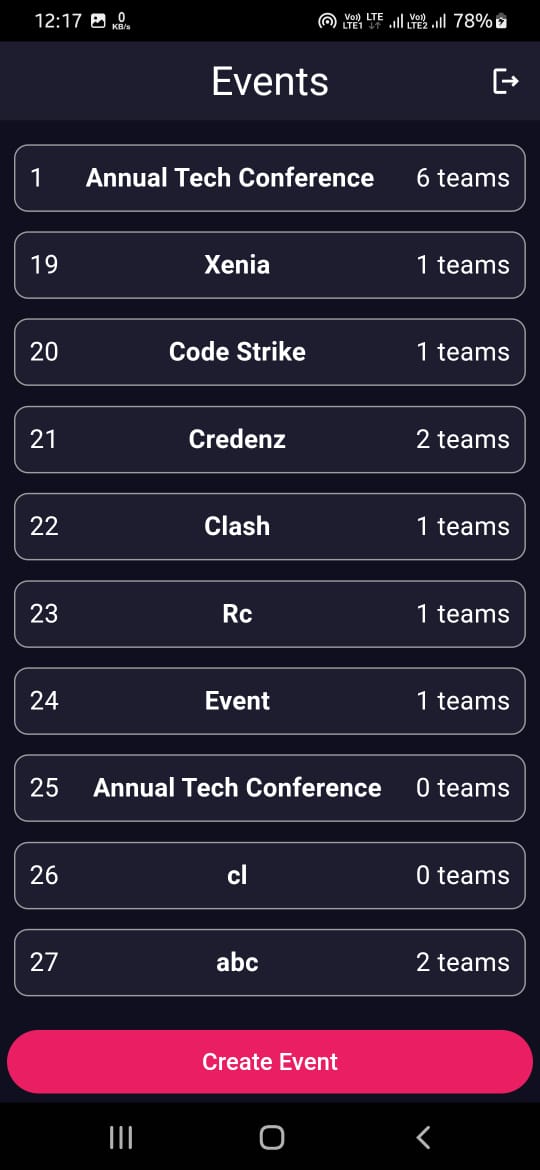 12:17 0 KB/s Vo)) LTE1 LTE Vo)) LTE2 78%
Events
1 Annual Tech Conference 6 teams
19 Xenia 1 teams
20 Code Strike 1 teams
21 Credenz 2 teams
22 Clash 1 teams
23 Rc 1 teams
24 Event 1 teams
25 Annual Tech Conference 0 teams
26 cl 0 teams
27 abc 2 teams
Create Event